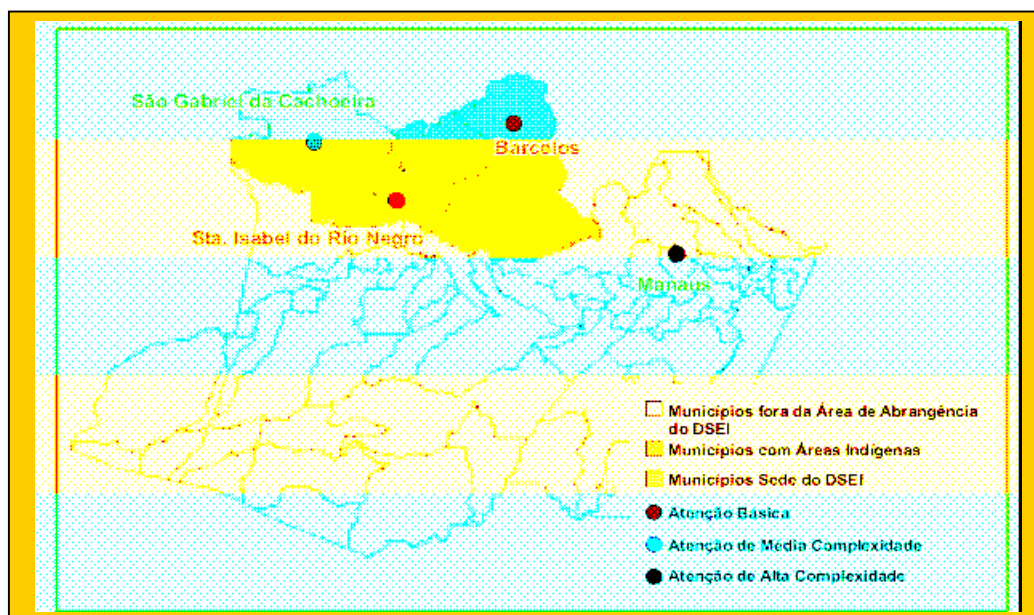 São Gabriel da Cachoeira
Barcelos
Sta. Isabel do Rio Negro
Manaus
Municípios fora da Área de Abrangência
do DSEI
Municípios com Áreas Indígenas
Municípios Sede do DSEI
Atenção Básica
Atenção de Média Complexidade
Atenção de Alta Complexidade